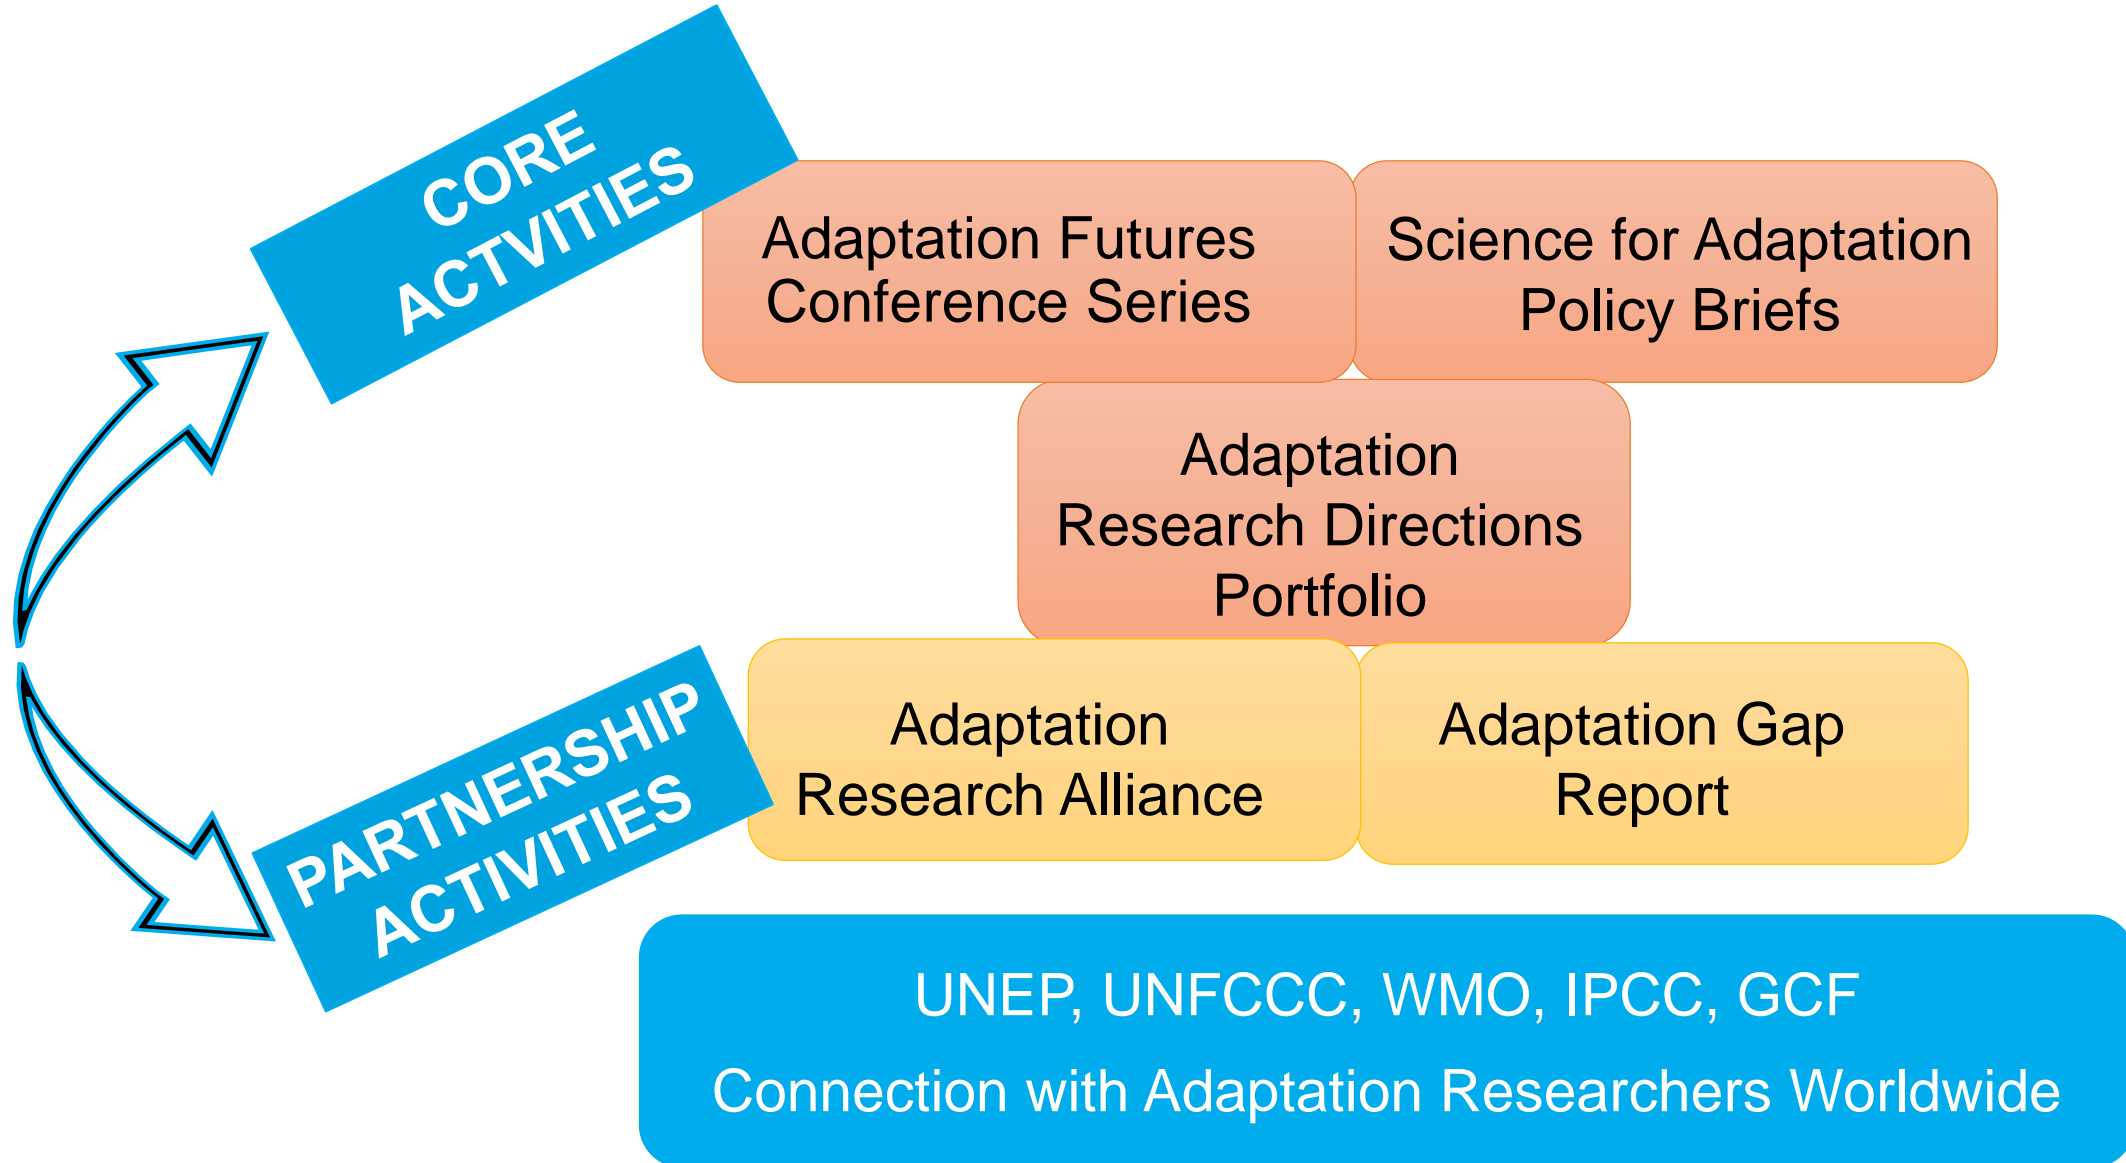 CORE
ACTVITIES
Adaptation Futures
Conference Series
Science for Adaptation
Policy Briefs
Adaptation
Research Directions
Portfolio
PARTNERSHIP
ACTIVITIES
Adaptation
Research Alliance
Adaptation Gap
Report
UNEP, UNFCCC, WMO, IPCC, GCF
Connection with Adaptation Researchers Worldwide